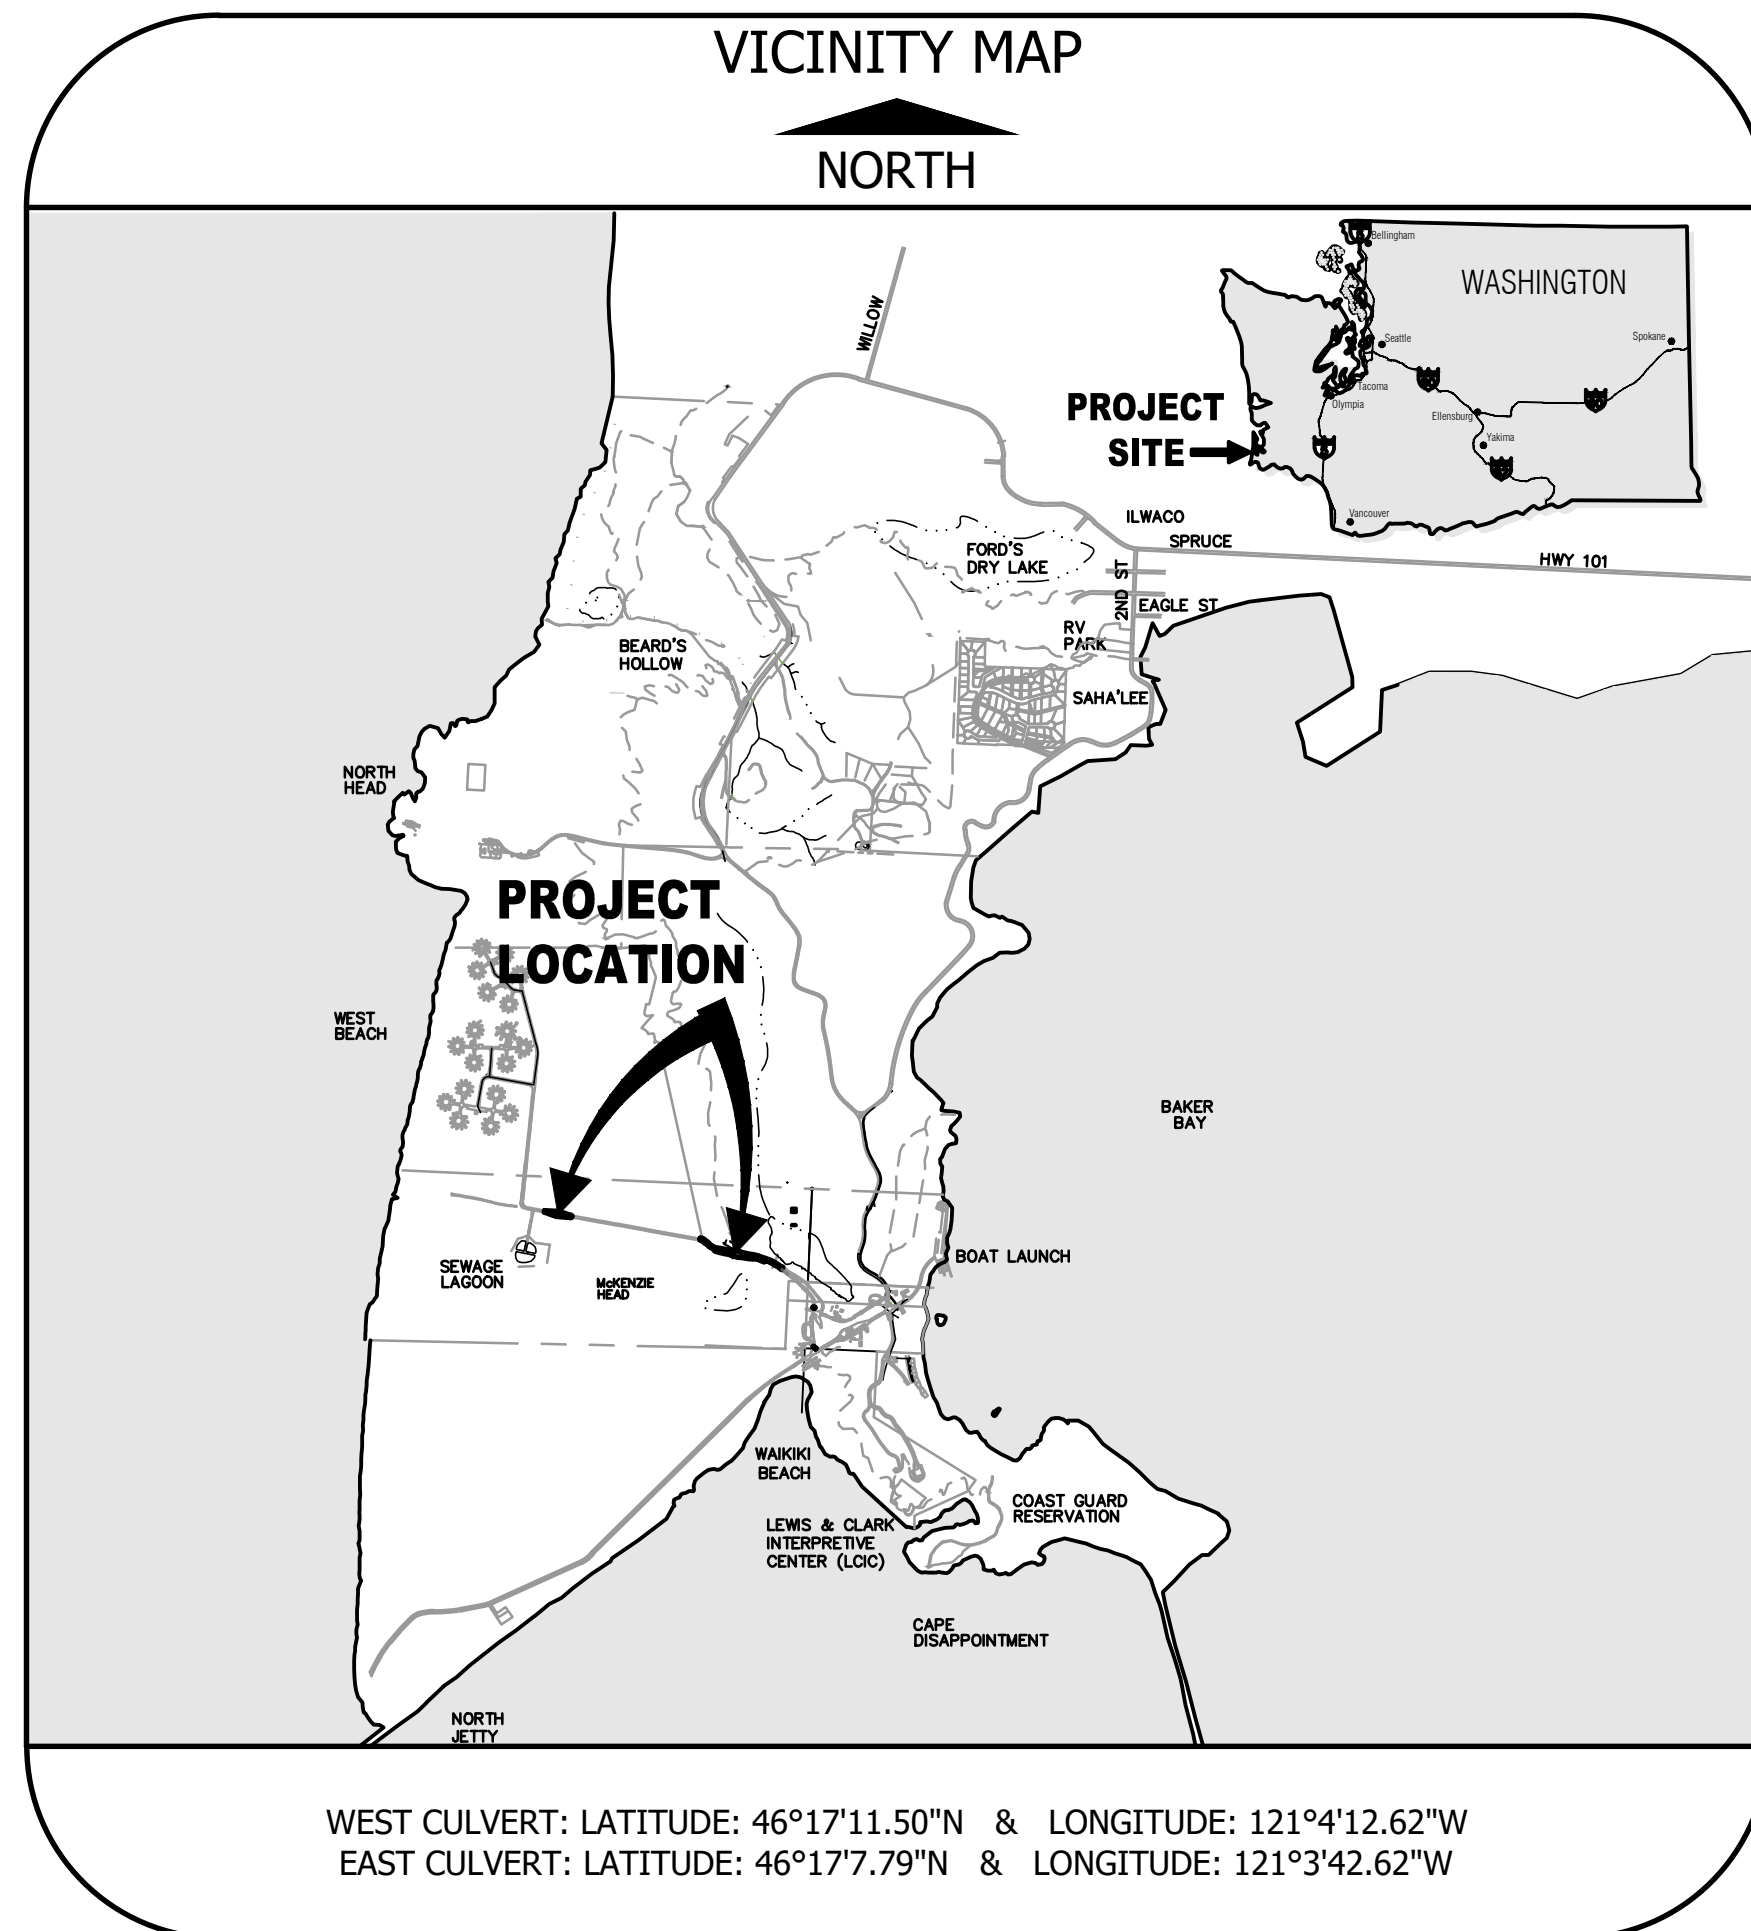 VICINITY MAP
NORTH
WASHINGTON
Bellingham
Seattle
Spokane
Tacoma
Olympia
Ellensburg
Yakima
Vancouver
PROJECT
SITE
WILLOW
ILWACO
SPRUCE
HWY 101
FORD'S
DRY LAKE
2ND ST
EAGLE ST
RV
PARK
BEARD'S
HOLLOW
SAHA'LEE
NORTH
HEAD
PROJECT
LOCATION
WEST
BEACH
BAKER
BAY
BOAT LAUNCH
SEWAGE
LAGOON
McKENZIE
HEAD
WAIKIKI
BEACH
COAST GUARD
RESERVATION
LEWIS & CLARK
INTERPRETIVE
CENTER (LCIC)
CAPE
DISAPPOINTMENT
NORTH
JETTY
WEST CULVERT: LATITUDE: 46°17'11.50"N & LONGITUDE: 121°4'12.62"W
EAST CULVERT: LATITUDE: 46°17'7.79"N & LONGITUDE: 121°3'42.62"W